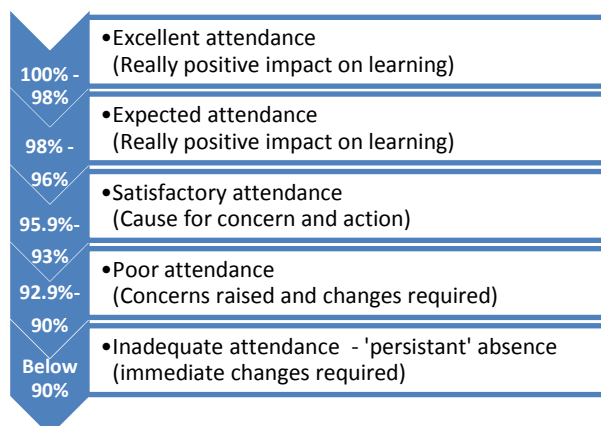 100% -
98%
•Excellent attendance
(Really positive impact on learning)
98% -
96%
•Expected attendance
(Really positive impact on learning)
95.9%-
93%
•Satisfactory attendance
(Cause for concern and action)
92.9%-
90%
•Poor attendance
(Concerns raised and changes required)
Below
90%
•Inadequate attendance - 'persistant' absence
(immediate changes required)